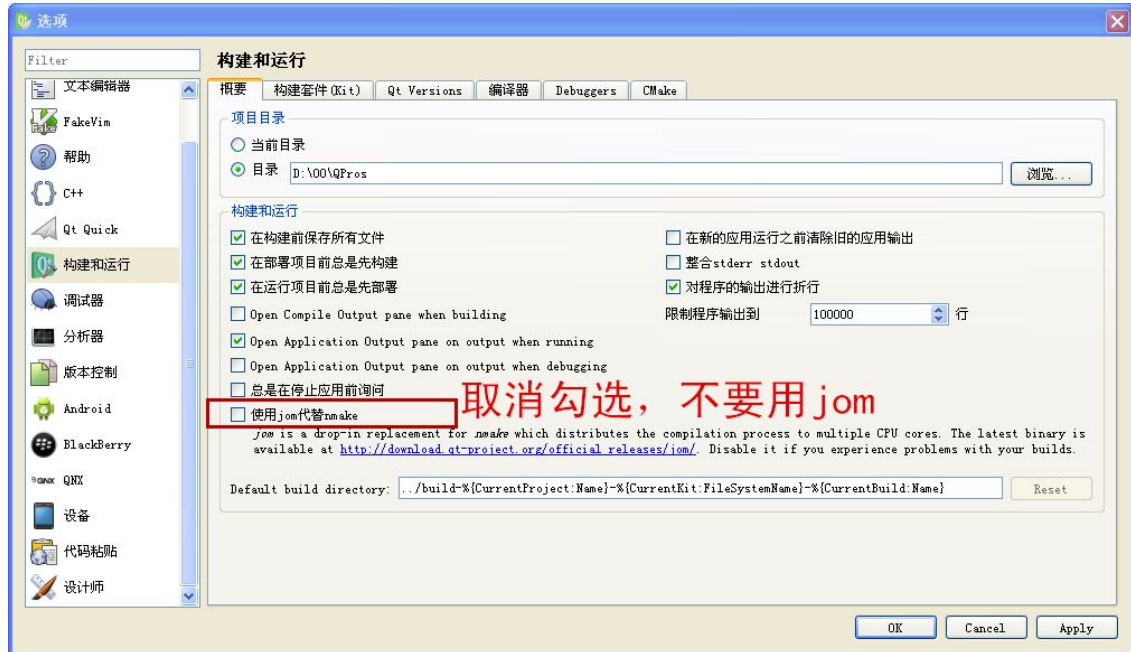 选项
Filter
文本编辑器
FakeVim
帮助
C++
Qt Quick
构建和运行
调试器
分析器
版本控制
Android
BlackBerry
QNX QNX
设备
代码粘贴
设计师
构建和运行
概要 构建套件(Kit) Qt Versions 编译器 Debuggers CMake
项目目录
当前目录
目录 D:\OO\QPros 浏览...
构建和运行
在构建前保存所有文件
在部署项目前总是先构建
在运行项目前总是先部署
Open Compile Output pane when building
Open Application Output pane on output when running
Open Application Output pane on output when debugging
总是在停止应用前询问
使用jom代替nmake
在新的应用运行之前清除旧的应用输出
整合stderr stdout
对程序的输出进行折行
限制程序输出到 100000 行
取消勾选，不要用jom
jom is a drop-in replacement for nmake which distributes the compilation process to multiple CPU cores. The latest binary is
available at http://download.qt-project.org/official_releases/jom/. Disable it if you experience problems with your builds.
Default build directory: ../build-%{CurrentProject:Name}-%{CurrentKit:FileSystemName}-%{CurrentBuild:Name} Reset
OK Cancel Apply